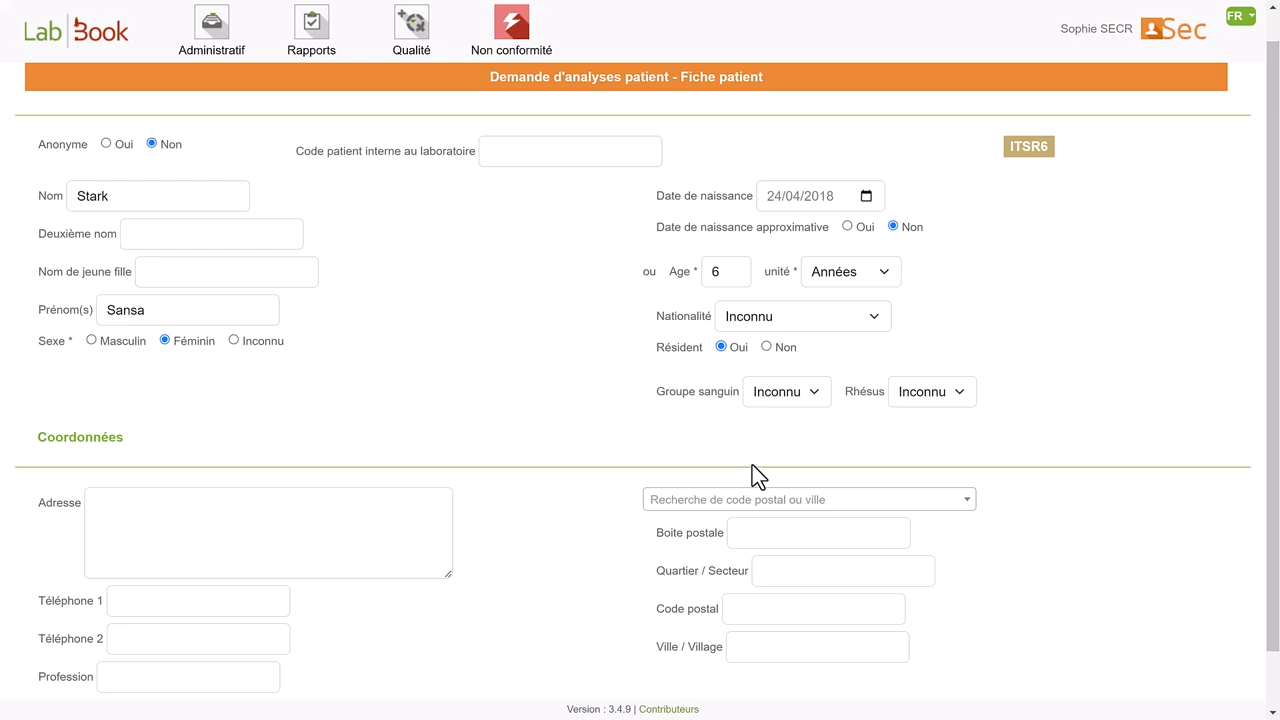 Lab Book
Administratif
Rapports
Qualité
Non conformité
Sophie SECR
Sec
FR
Demande d'analyses patient - Fiche patient
Anonyme Oui Non
Code patient interne au laboratoire
ITSR6
Nom Stark
Deuxième nom
Nom de jeune fille
Prénom(s) Sansa
Sexe * Masculin Féminin Inconnu
Date de naissance 24/04/2018
Date de naissance approximative Oui Non
ou Age * 6 unité * Années
Nationalité Inconnu
Résident Oui Non
Groupe sanguin Inconnu Rhésus Inconnu
Coordonnées
Adresse
Téléphone 1
Téléphone 2
Profession
Recherche de code postal ou ville
Boite postale
Quartier / Secteur
Code postal
Ville / Village
Version : 3.4.9 | Contributeurs